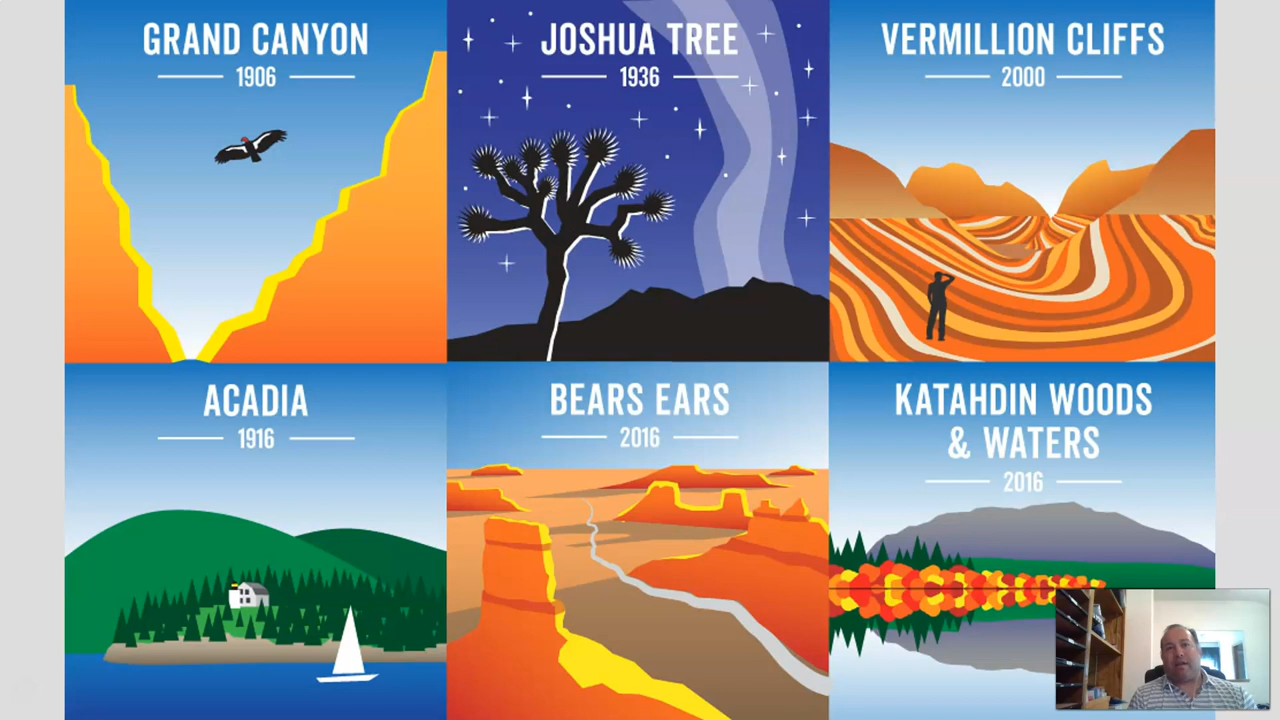 GRAND CANYON
1906
JOSHUA TREE
1936
VERMILLION CLIFFS
2000
ACADIA
1916
BEARS EARS
2016
KATAHDIN WOODS
& WATERS
2016